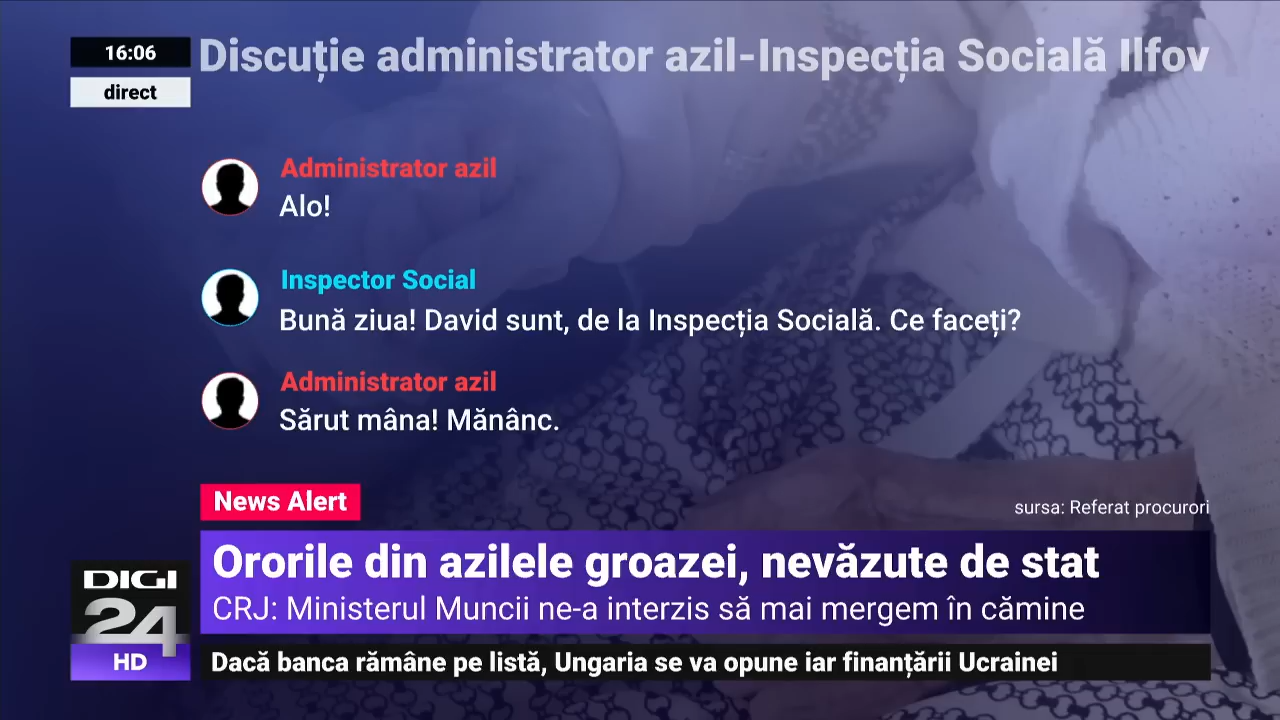 16:06
direct
Discuție administrator azil-Inspecția Socială Ilfov
Administrator azil
Alo!
Inspector Social
Bună ziua! David sunt, de la Inspecția Socială. Ce faceți?
Administrator azil
Sărut mâna! Mănânc.
News Alert
sursa: Referat procurori
Ororile din azilele groazei, nevăzute de stat
CRJ: Ministerul Muncii ne-a interzis să mai mergem în cămine
DIGI
24
HD
Dacă banca rămâne pe listă, Ungaria se va opune iar finanțării Ucrainei